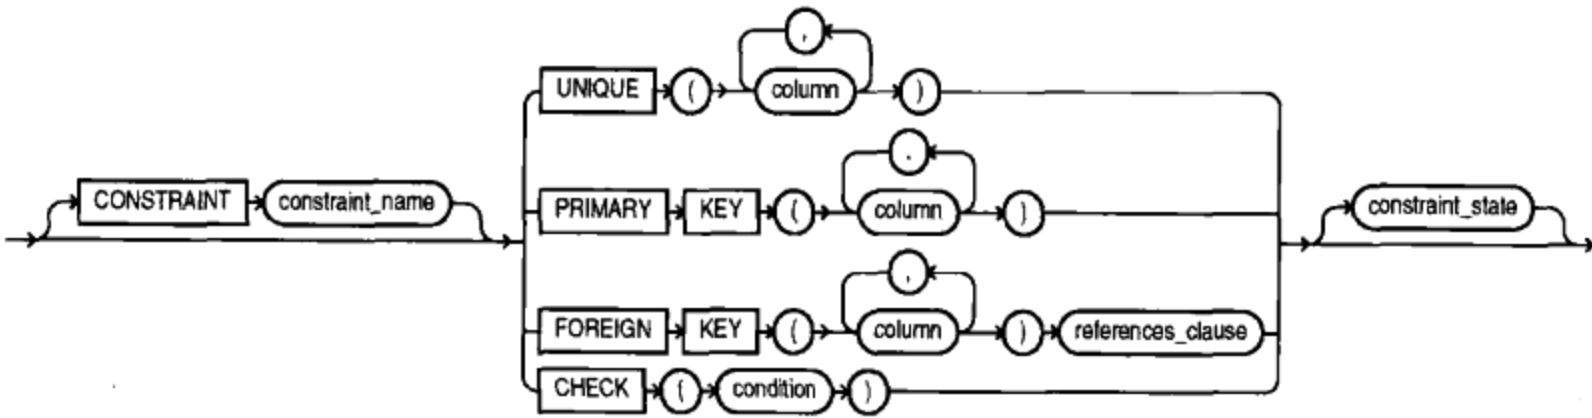 ,
UNIQUE ( column )
,
CONSTRAINT constraint_name PRIMARY KEY ( column ) constraint_state
,
FOREIGN KEY ( column ) references_clause
CHECK ( condition )